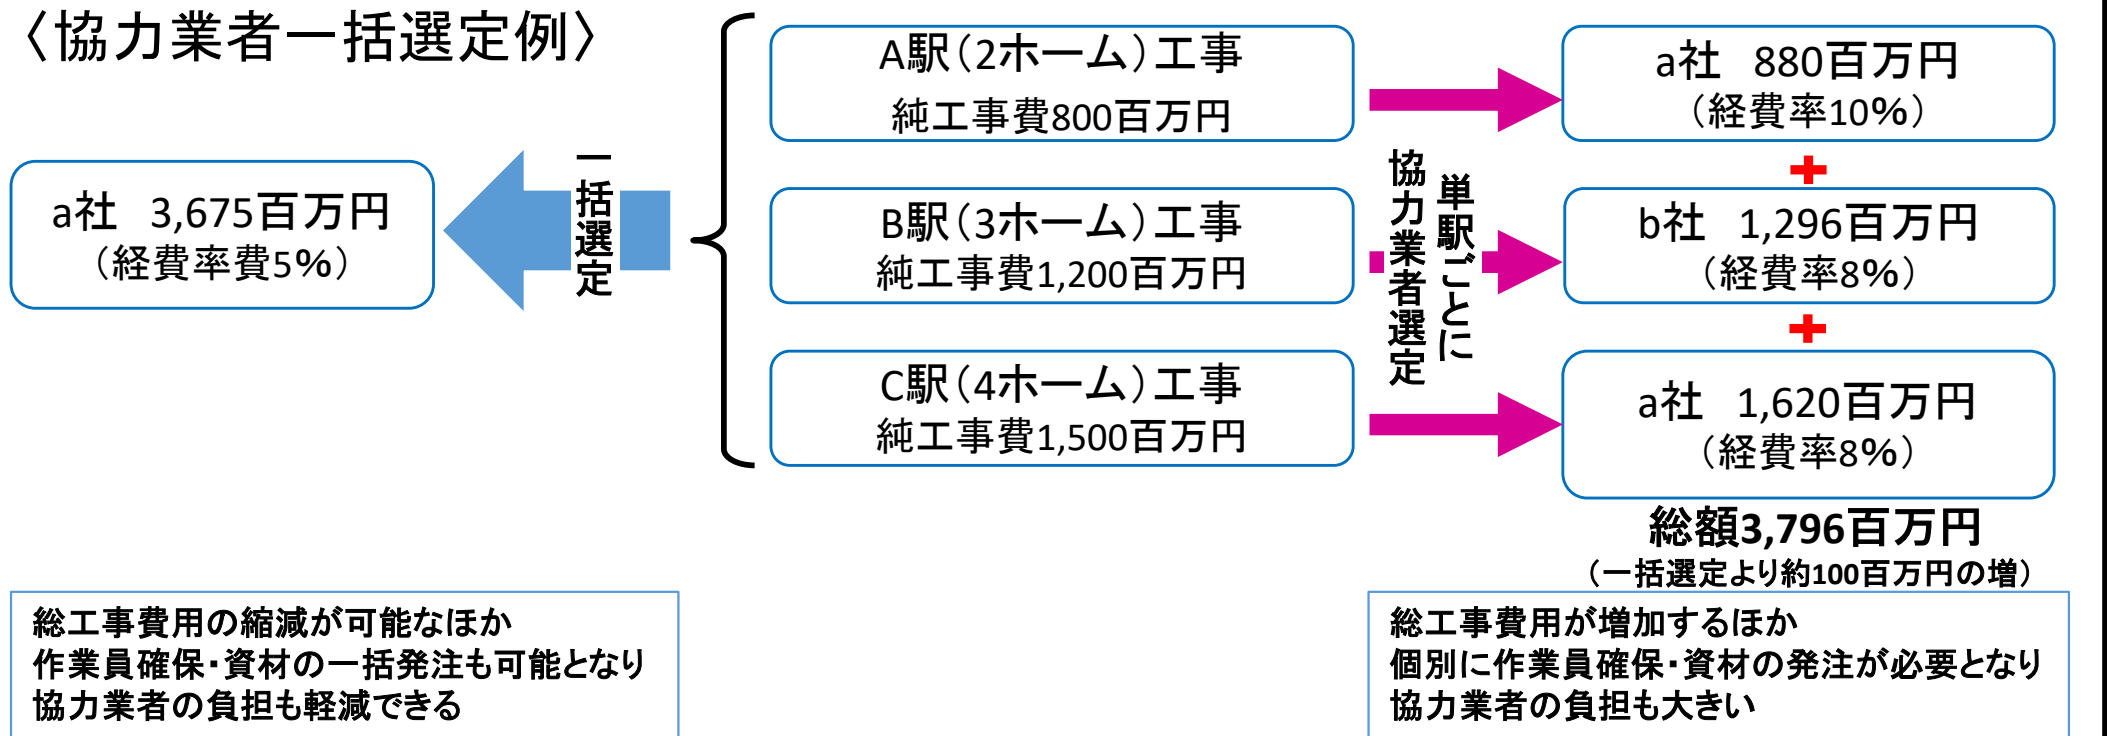 〈協力業者一括選定例〉
a社 3,675百万円
（経費率費5%）
一括選定
A駅（2ホーム）工事
純工事費800百万円
B駅（3ホーム）工事
純工事費1,200百万円
C駅（4ホーム）工事
純工事費1,500百万円
単駅ごとに
協力業者選定
a社 880百万円
（経費率10%）
+
b社 1,296百万円
（経費率8%）
+
a社 1,620百万円
（経費率8%）
総額3,796百万円
（一括選定より約100百万円の増）
総工事費用の縮減が可能なほか
作業員確保・資材の一括発注も可能となり
協力業者の負担も軽減できる
総工事費用が増加するほか
個別に作業員確保・資材の発注が必要となり
協力業者の負担も大きい